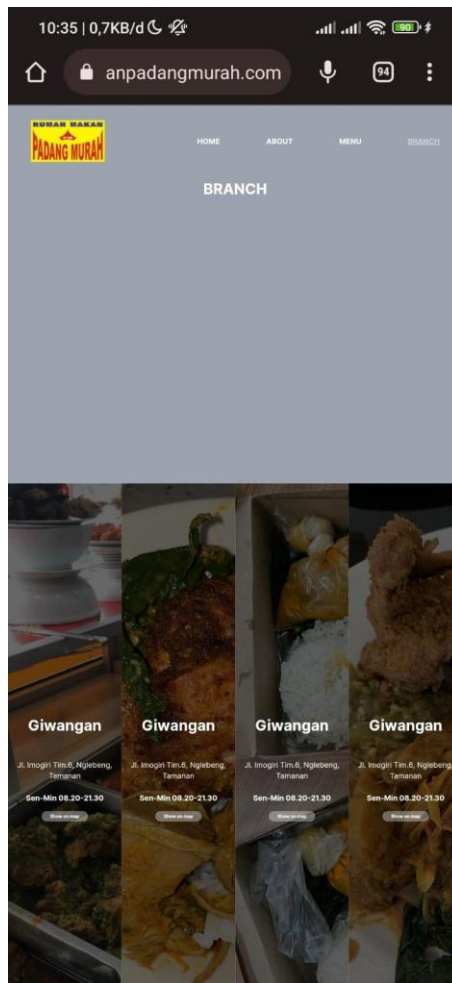 10:35 | 0,7KB/d
90
anpadangmurah.com
94
RUMAH MAKAN
PADANG MURAH
HOME ABOUT MENU BRANCH
BRANCH
Giwangan Giwangan Giwangan Giwangan
Jl. Imogiri Tim.6, Nglebeng, Jl. Imogiri Tim.6, Nglebeng, Jl. Imogiri Tim.6, Nglebeng, Jl. Imogiri Tim.6, Nglebeng,
Tamanan Tamanan Tamanan Tamanan
Sen-Min 08.20-21.30 Sen-Min 08.20-21.30 Sen-Min 08.20-21.30 Sen-Min 08.20-21.30
Show on map Show on map Show on map Show on map